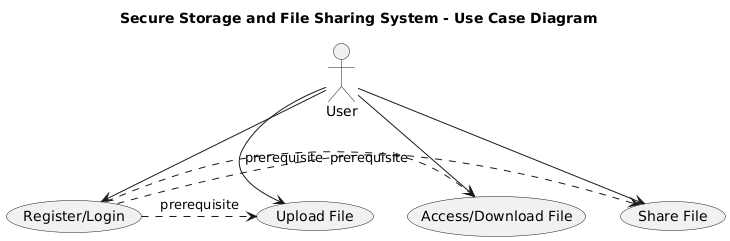 Secure Storage and File Sharing System - Use Case Diagram
User
prerequisite prerequisite
prerequisite
Register/Login
Upload File
Access/Download File
Share File